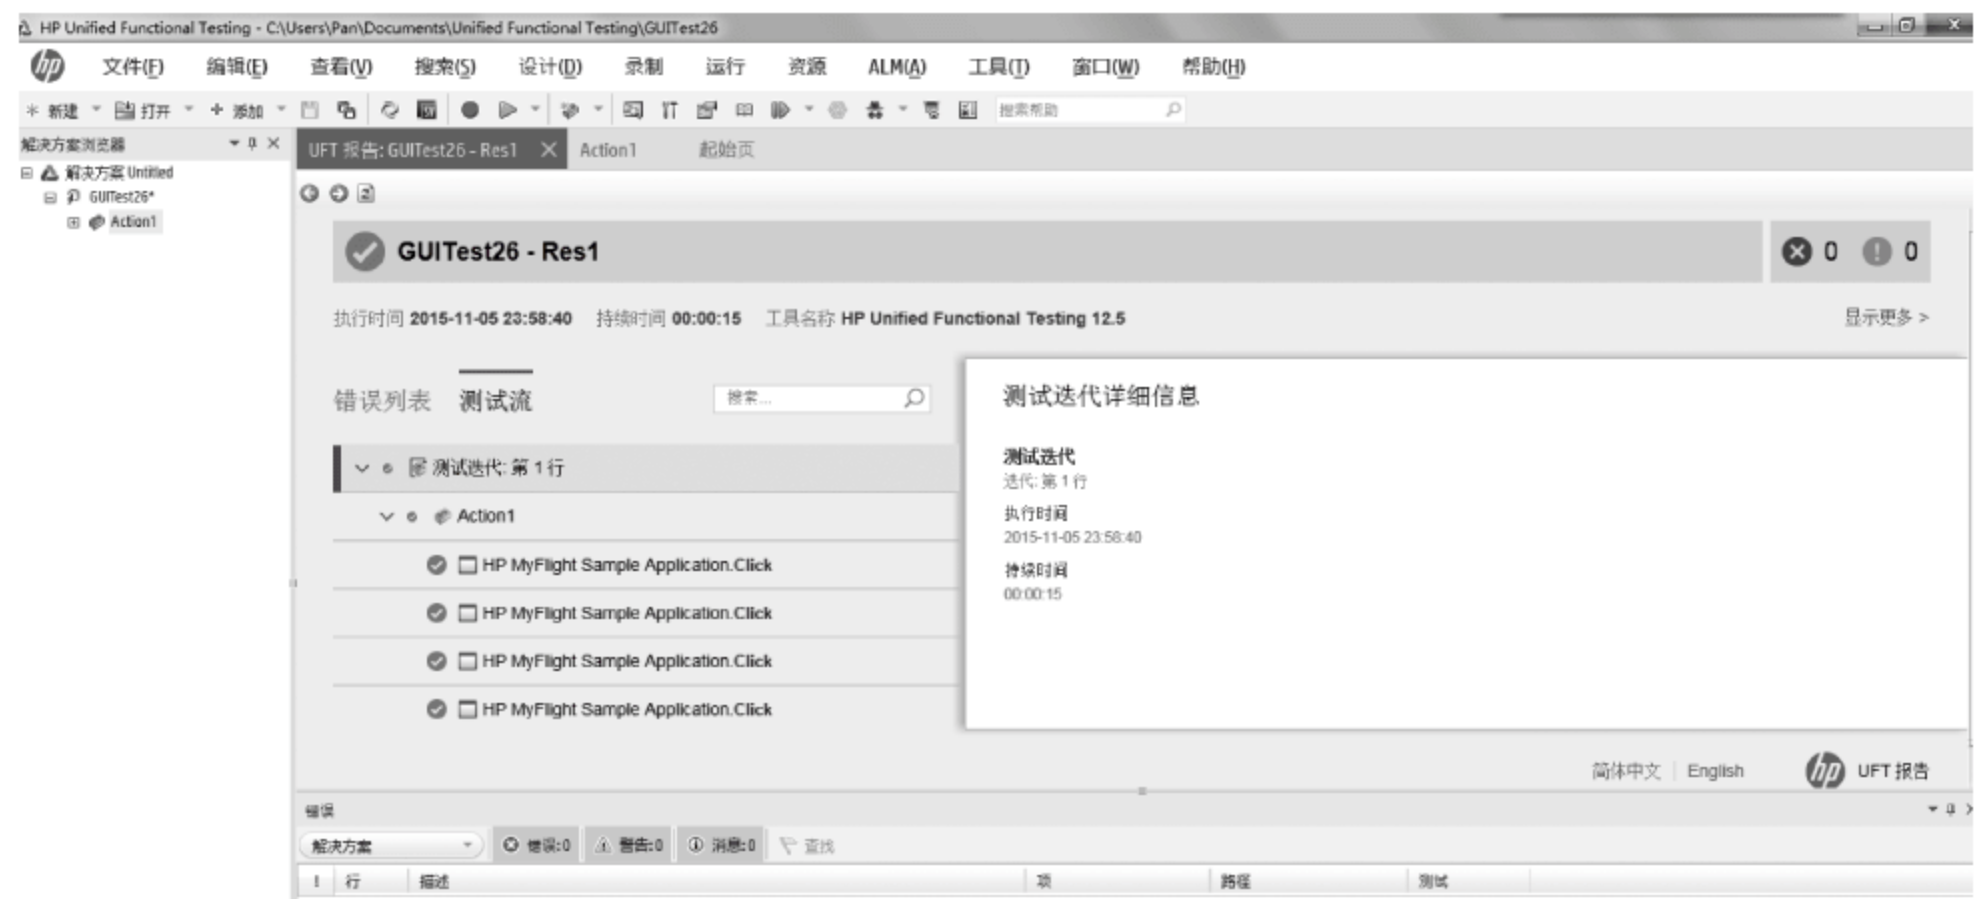 HP Unified Functional Testing - C:\Users\Pan\Documents\Unified Functional Testing\GUITest26
hp 文件(F) 编辑(E) 查看(V) 搜索(S) 设计(D) 录制 运行 资源 ALM(A) 工具(T) 窗口(W) 帮助(H)
新建 打开 添加 搜索帮助
解决方案浏览器
解决方案 Untitled
GUITest26*
Action1
UFT 报告: GUITest26 - Res1 Action1 起始页
GUITest26 - Res1 0 0
执行时间 2015-11-05 23:58:40 持续时间 00:00:15 工具名称 HP Unified Functional Testing 12.5 显示更多 >
错误列表 测试流 搜索...
测试迭代: 第 1 行
Action1
HP MyFlight Sample Application.Click
HP MyFlight Sample Application.Click
HP MyFlight Sample Application.Click
HP MyFlight Sample Application.Click
测试迭代详细信息
测试迭代
迭代: 第 1 行
执行时间
2015-11-05 23:58:40
持续时间
00:00:15
简体中文 English hp UFT 报告
错误
解决方案 错误:0 警告:0 消息:0 查找
! 行 描述 项 路径 测试